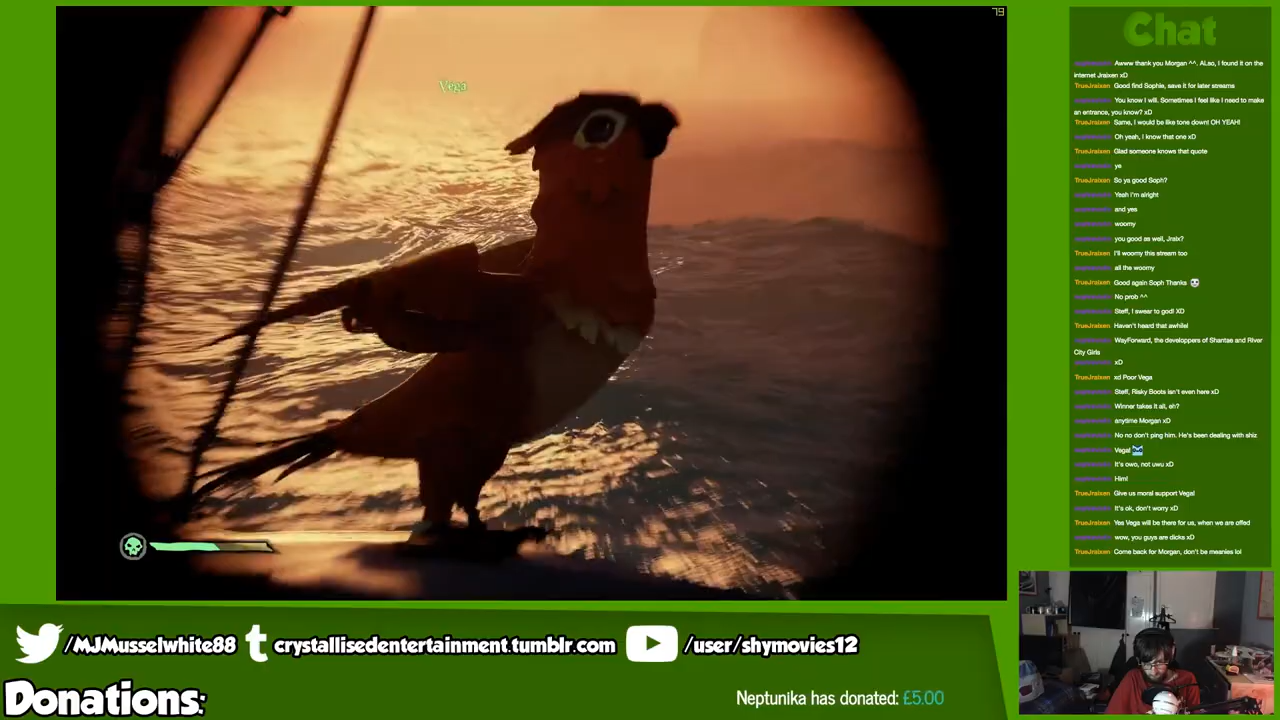 79
Vega
Chat
Awww thank you Morgan ^^. ALso, I found it on the
internet Jraixen xD
TrueJraixen Good find Sophie, save it for later streams
You know I will. Sometimes I feel like I need to make
an entrance, you know? xD
TrueJraixen Same, I would be like tone down! OH YEAH!
Oh yeah, I know that one xD
TrueJraixen Glad someone knows that quote
ye
TrueJraixen So ya good Soph?
Yeah I'm alright
and yes
woomy
you good as well, Jraix?
TrueJraixen I'll woomy this stream too
all the woomy
TrueJraixen Good again Soph Thanks
No prob ^^
Steff, I swear to god! XD
TrueJraixen Haven't heard that awhile!
WayForward, the developpers of Shantae and River
City Girls
xD
TrueJraixen xd Poor Vega
Steff, Risky Boots isn't even here xD
Winner takes it all, eh?
anytime Morgan xD
No no don't ping him. He's been dealing with shiz
Vega!
It's owo, not uwu xD
Him!
TrueJraixen Give us moral support Vega!
It's ok, don't worry xD
TrueJraixen Yes Vega will be there for us, when we are offed
wow, you guys are dicks xD
TrueJraixen Come back for Morgan, don't be meanies lol
/MJMusselwhite88 t crystallisedentertainment.tumblr.com /user/shymovies12
Donations:
Neptunika has donated: £5.00